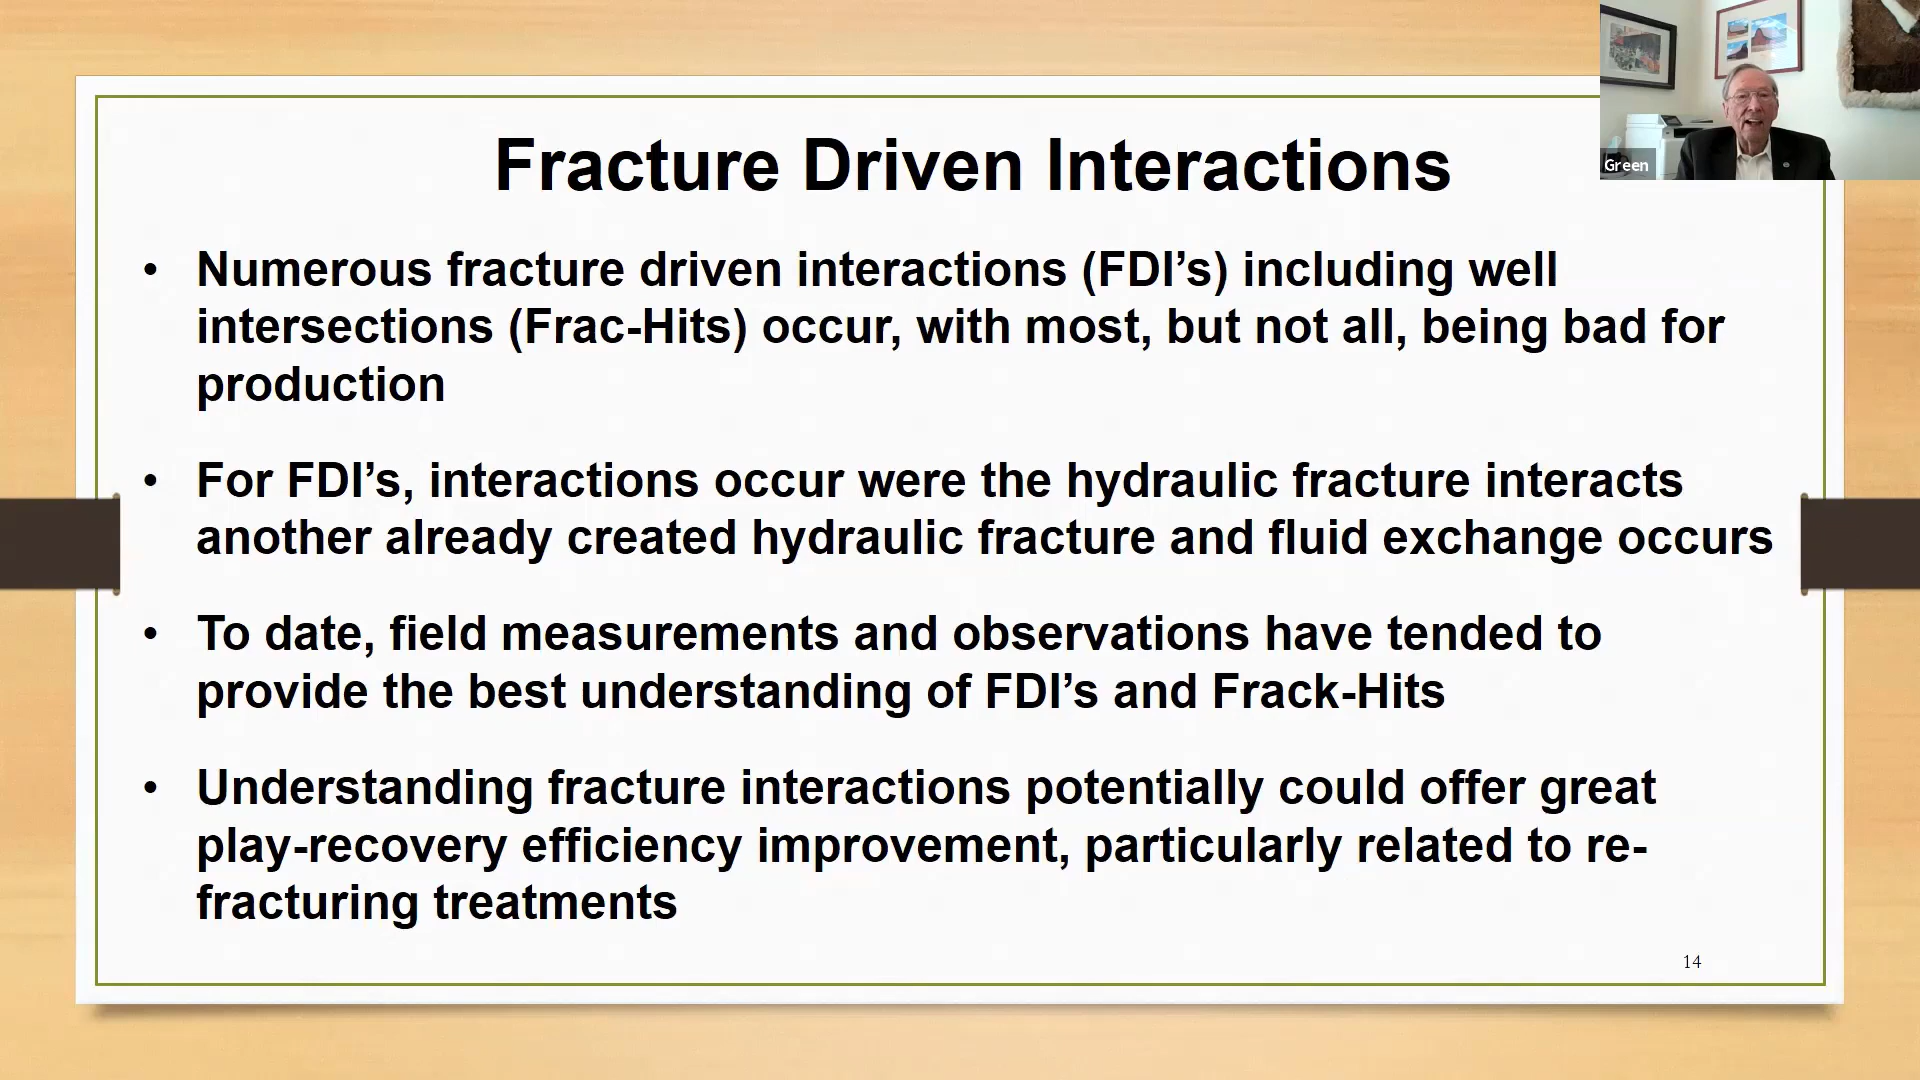 Fracture Driven Interactions
Green
• Numerous fracture driven interactions (FDI’s) including well
intersections (Frac-Hits) occur, with most, but not all, being bad for
production
• For FDI’s, interactions occur were the hydraulic fracture interacts
another already created hydraulic fracture and fluid exchange occurs
• To date, field measurements and observations have tended to
provide the best understanding of FDI’s and Frack-Hits
• Understanding fracture interactions potentially could offer great
play-recovery efficiency improvement, particularly related to re-
fracturing treatments
14